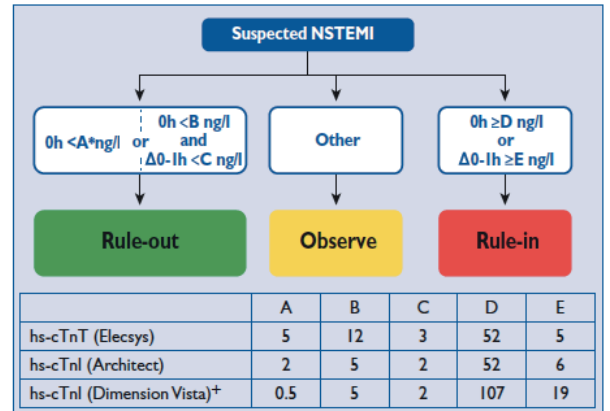 Suspected NSTEMI
0h <A*ng/l or
0h <B ng/l
and
Δ0-1h <C ng/l
Other
0h ≥D ng/l
or
Δ0-1h ≥E ng/l
Rule-out
Observe
Rule-in
A B C D E
hs-cTnT (Elecsys) 5 12 3 52 5
hs-cTnI (Architect) 2 5 2 52 6
hs-cTnI (Dimension Vista)+ 0.5 5 2 107 19